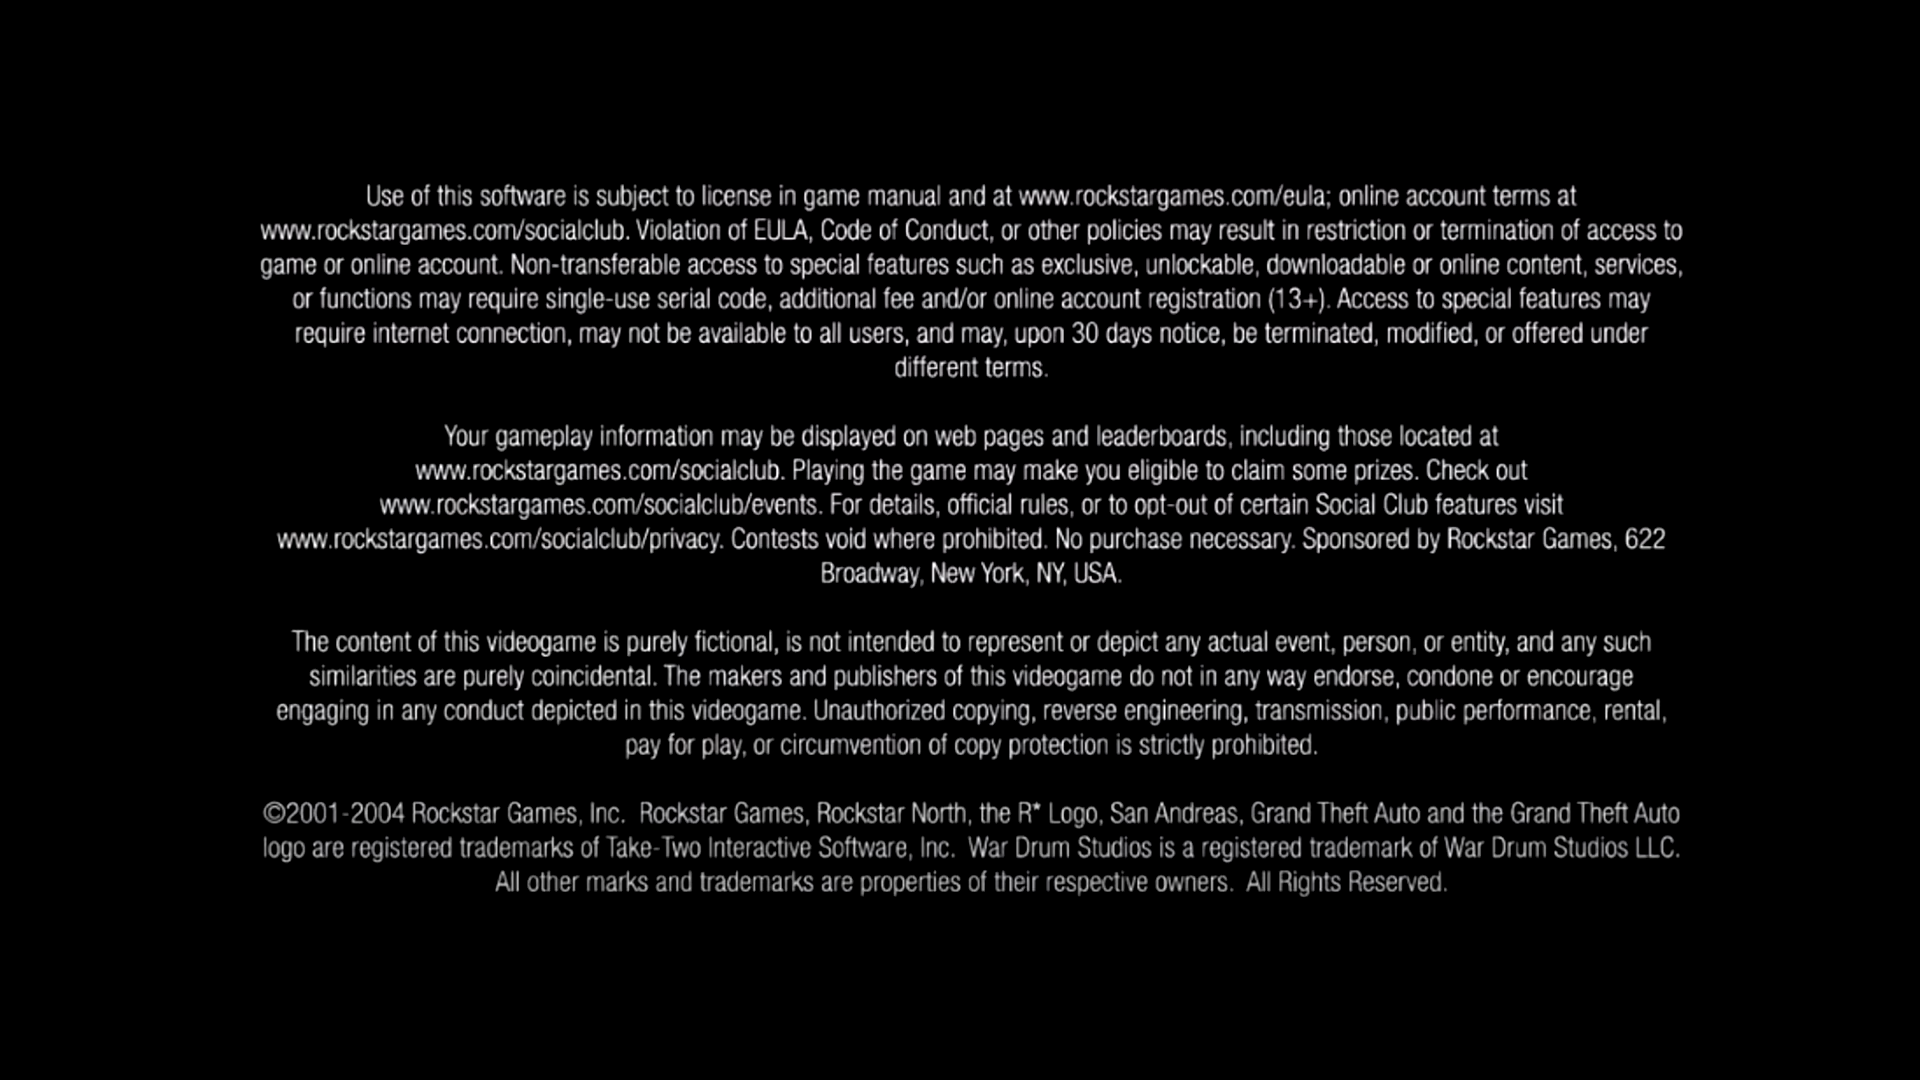 Use of this software is subject to license in game manual and at www.rockstargames.com/eula; online account terms at
www.rockstargames.com/socialclub. Violation of EULA, Code of Conduct, or other policies may result in restriction or termination of access to
game or online account. Non-transferable access to special features such as exclusive, unlockable, downloadable or online content, services,
or functions may require single-use serial code, additional fee and/or online account registration (13+). Access to special features may
require internet connection, may not be available to all users, and may, upon 30 days notice, be terminated, modified, or offered under
different terms.
Your gameplay information may be displayed on web pages and leaderboards, including those located at
www.rockstargames.com/socialclub. Playing the game may make you eligible to claim some prizes. Check out
www.rockstargames.com/socialclub/events. For details, official rules, or to opt-out of certain Social Club features visit
www.rockstargames.com/socialclub/privacy. Contests void where prohibited. No purchase necessary. Sponsored by Rockstar Games, 622
Broadway, New York, NY, USA.
The content of this videogame is purely fictional, is not intended to represent or depict any actual event, person, or entity, and any such
similarities are purely coincidental. The makers and publishers of this videogame do not in any way endorse, condone or encourage
engaging in any conduct depicted in this videogame. Unauthorized copying, reverse engineering, transmission, public performance, rental,
pay for play, or circumvention of copy protection is strictly prohibited.
©2001-2004 Rockstar Games, Inc.  Rockstar Games, Rockstar North, the R* Logo, San Andreas, Grand Theft Auto and the Grand Theft Auto
logo are registered trademarks of Take-Two Interactive Software, Inc.  War Drum Studios is a registered trademark of War Drum Studios LLC.
All other marks and trademarks are properties of their respective owners.  All Rights Reserved.